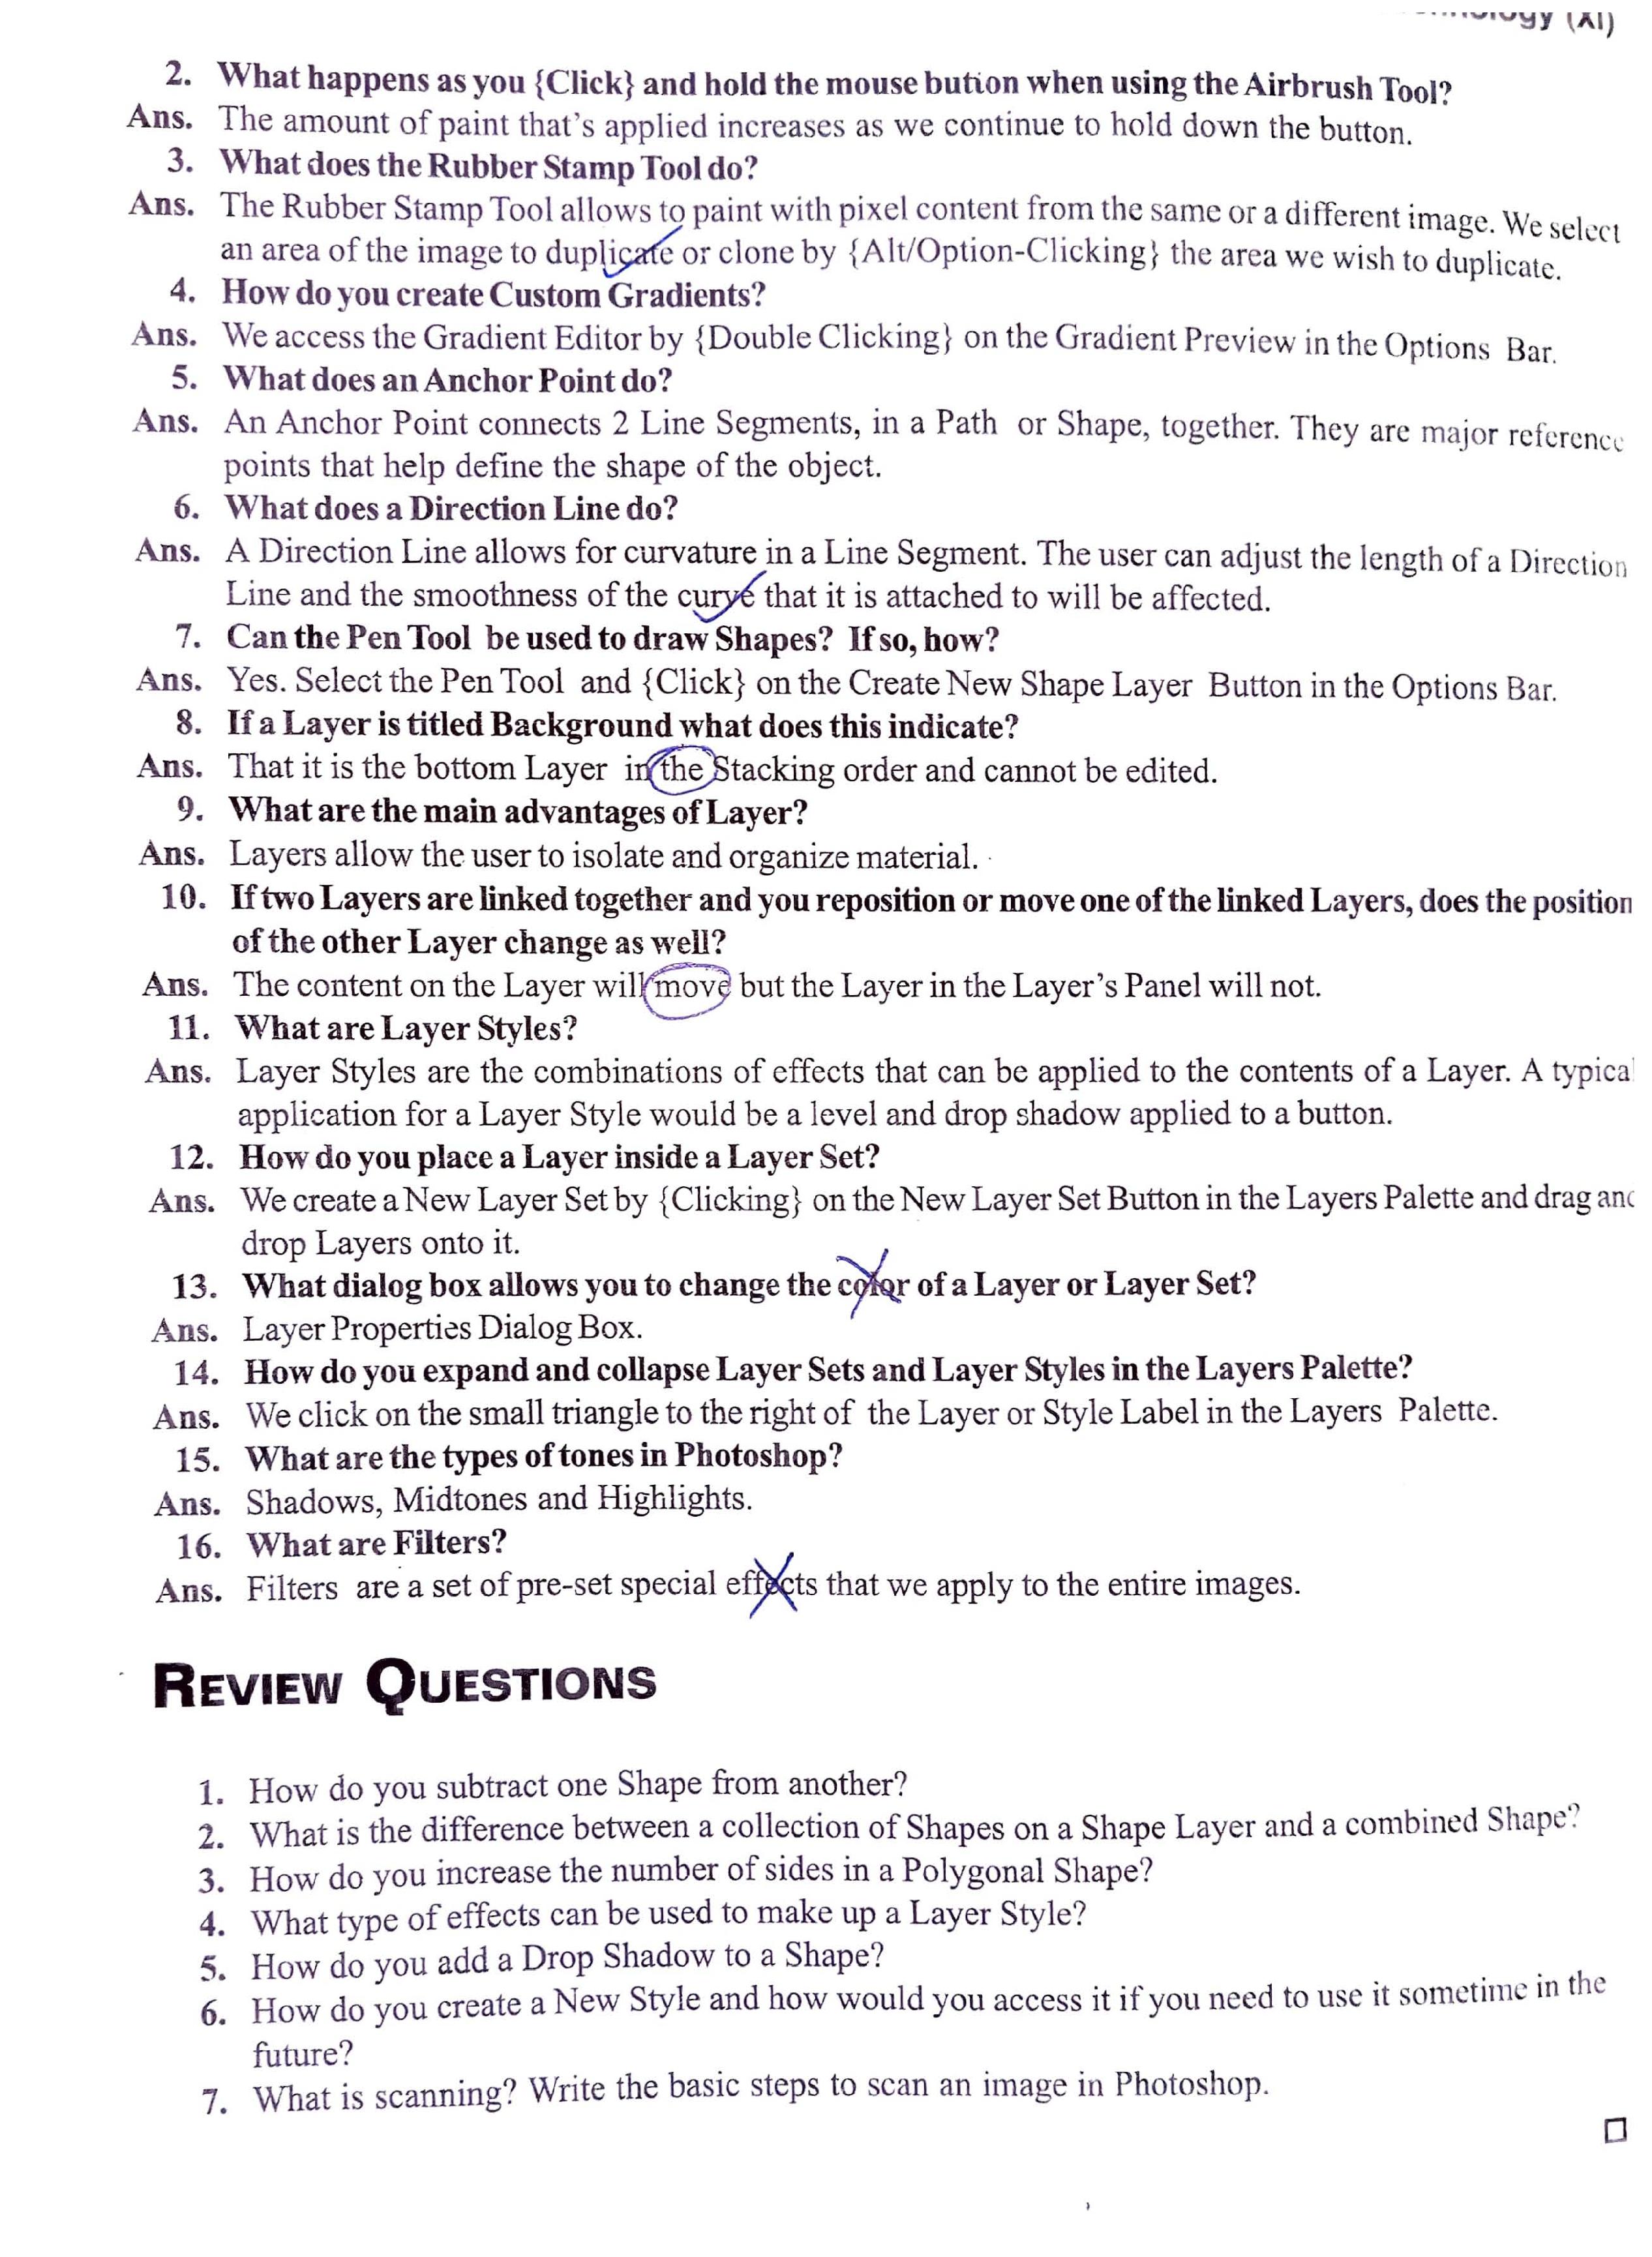 (XI)
2. What happens as you {Click} and hold the mouse button when using the Airbrush Tool?
Ans. The amount of paint that's applied increases as we continue to hold down the button.
3. What does the Rubber Stamp Tool do?
Ans. The Rubber Stamp Tool allows to paint with pixel content from the same or a different image. We select
an area of the image to duplicate or clone by {Alt/Option-Clicking} the area we wish to duplicate.
4. How do you create Custom Gradients?
Ans. We access the Gradient Editor by {Double Clicking} on the Gradient Preview in the Options Bar.
5. What does an Anchor Point do?
Ans. An Anchor Point connects 2 Line Segments, in a Path or Shape, together. They are major reference
points that help define the shape of the object.
6. What does a Direction Line do?
Ans. A Direction Line allows for curvature in a Line Segment. The user can adjust the length of a Direction
Line and the smoothness of the curve that it is attached to will be affected.
7. Can the Pen Tool be used to draw Shapes? If so, how?
Ans. Yes. Select the Pen Tool and {Click} on the Create New Shape Layer Button in the Options Bar.
8. If a Layer is titled Background what does this indicate?
Ans. That it is the bottom Layer in the Stacking order and cannot be edited.
9. What are the main advantages of Layer?
Ans. Layers allow the user to isolate and organize material.
10. If two Layers are linked together and you reposition or move one of the linked Layers, does the position
of the other Layer change as well?
Ans. The content on the Layer will move but the Layer in the Layer's Panel will not.
11. What are Layer Styles?
Ans. Layer Styles are the combinations of effects that can be applied to the contents of a Layer. A typical
application for a Layer Style would be a level and drop shadow applied to a button.
12. How do you place a Layer inside a Layer Set?
Ans. We create a New Layer Set by {Clicking} on the New Layer Set Button in the Layers Palette and drag and
drop Layers onto it.
13. What dialog box allows you to change the color of a Layer or Layer Set?
Ans. Layer Properties Dialog Box.
14. How do you expand and collapse Layer Sets and Layer Styles in the Layers Palette?
Ans. We click on the small triangle to the right of the Layer or Style Label in the Layers Palette.
15. What are the types of tones in Photoshop?
Ans. Shadows, Midtones and Highlights.
16. What are Filters?
Ans. Filters are a set of pre-set special effects that we apply to the entire images.
REVIEW QUESTIONS
1. How do you subtract one Shape from another?
2. What is the difference between a collection of Shapes on a Shape Layer and a combined Shape?
3. How do you increase the number of sides in a Polygonal Shape?
4. What type of effects can be used to make up a Layer Style?
5. How do you add a Drop Shadow to a Shape?
6. How do you create a New Style and how would you access it if you need to use it sometime in the
future?
7. What is scanning? Write the basic steps to scan an image in Photoshop.